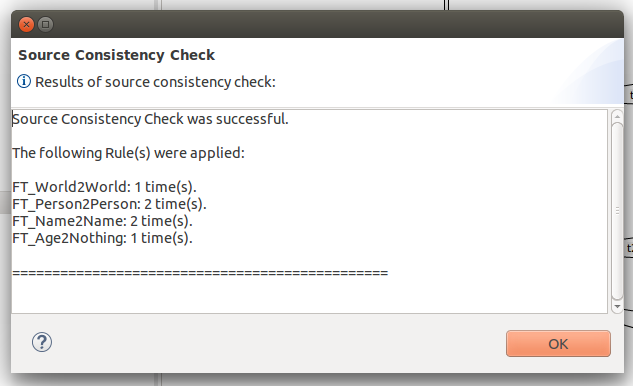 Source Consistency Check
Results of source consistency check:
Source Consistency Check was successful.
The following Rule(s) were applied:
FT_World2World: 1 time(s).
FT_Person2Person: 2 time(s).
FT_Name2Name: 2 time(s).
FT_Age2Nothing: 1 time(s).
===============================================
OK